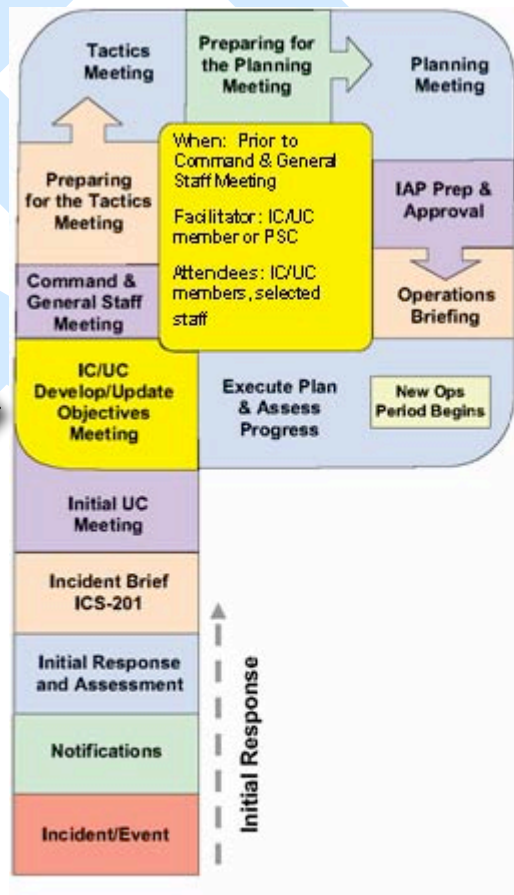 Tactics
Meeting
Preparing for
the Planning
Meeting
Planning
Meeting
When: Prior to
Command & General
Staff Meeting
Facilitator: IC/UC
member or PSC
Attendees: IC/UC
members, selected
staff
Preparing
for the Tactics
Meeting
IAP Prep &
Approval
Command &
General Staff
Meeting
Operations
Briefing
IC/UC
Develop/Update
Objectives
Meeting
Execute Plan
& Assess
Progress
New Ops
Period Begins
Initial UC
Meeting
Incident Brief
ICS-201
Initial Response
and Assessment
Notifications
Incident/Event
Initial Response